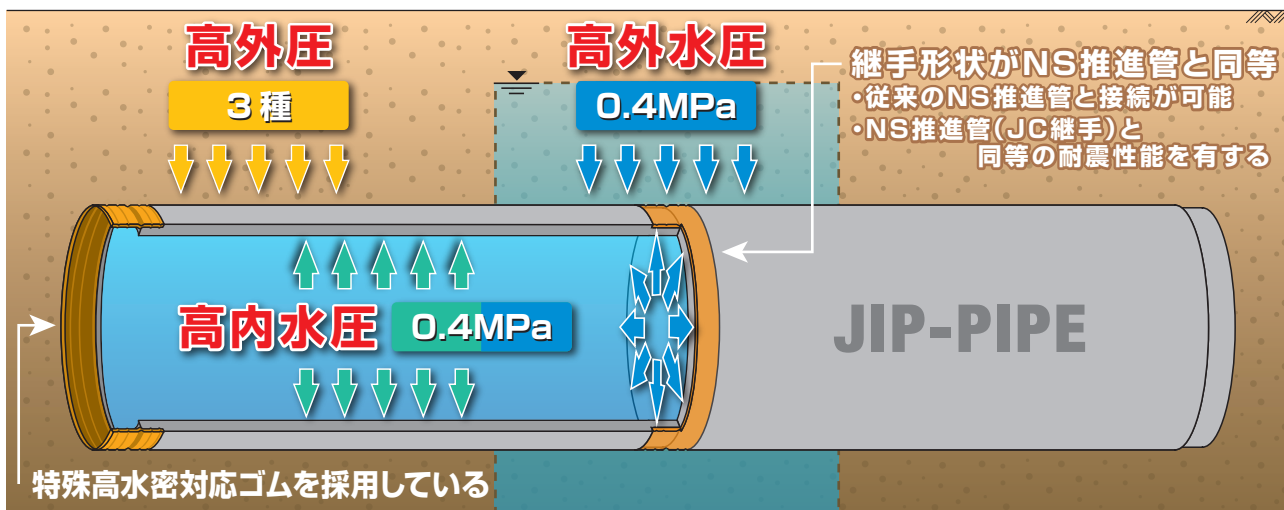 高外圧
3種
高外水圧
0.4MPa
継手形状がNS推進管と同等
・従来のNS推進管と接続が可能
・NS推進管(JC継手)と
同等の耐震性能を有する
高内水圧 0.4MPa
JIP-PIPE
特殊高水密対応ゴムを採用している